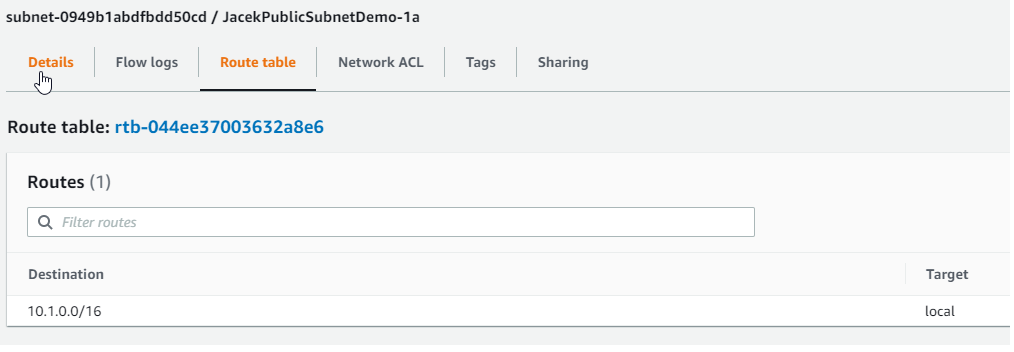 subnet-0949b1abdfbdd50cd / JacekPublicSubnetDemo-1a
Details Flow logs Route table Network ACL Tags Sharing
Route table: rtb-044ee37003632a8e6
Routes (1)
Filter routes
Destination Target
10.1.0.0/16 local